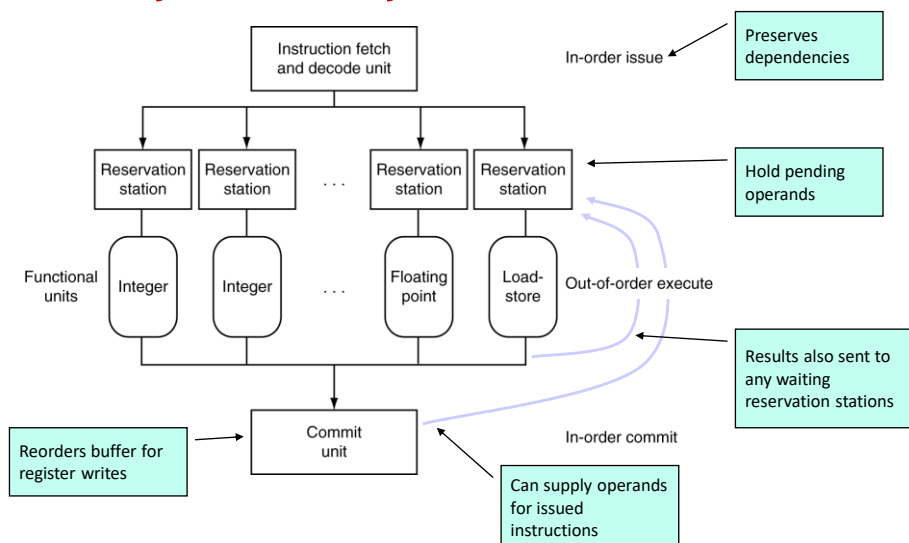 Instruction fetch
and decode unit
In-order issue
Preserves
dependencies
Reservation
station
Reservation
station
. . .
Reservation
station
Reservation
station
Hold pending
operands
Functional
units
Integer
Integer
. . .
Floating
point
Load-
store
Out-of-order execute
Results also sent to
any waiting
reservation stations
Commit
unit
In-order commit
Reorders buffer for
register writes
Can supply operands
for issued
instructions